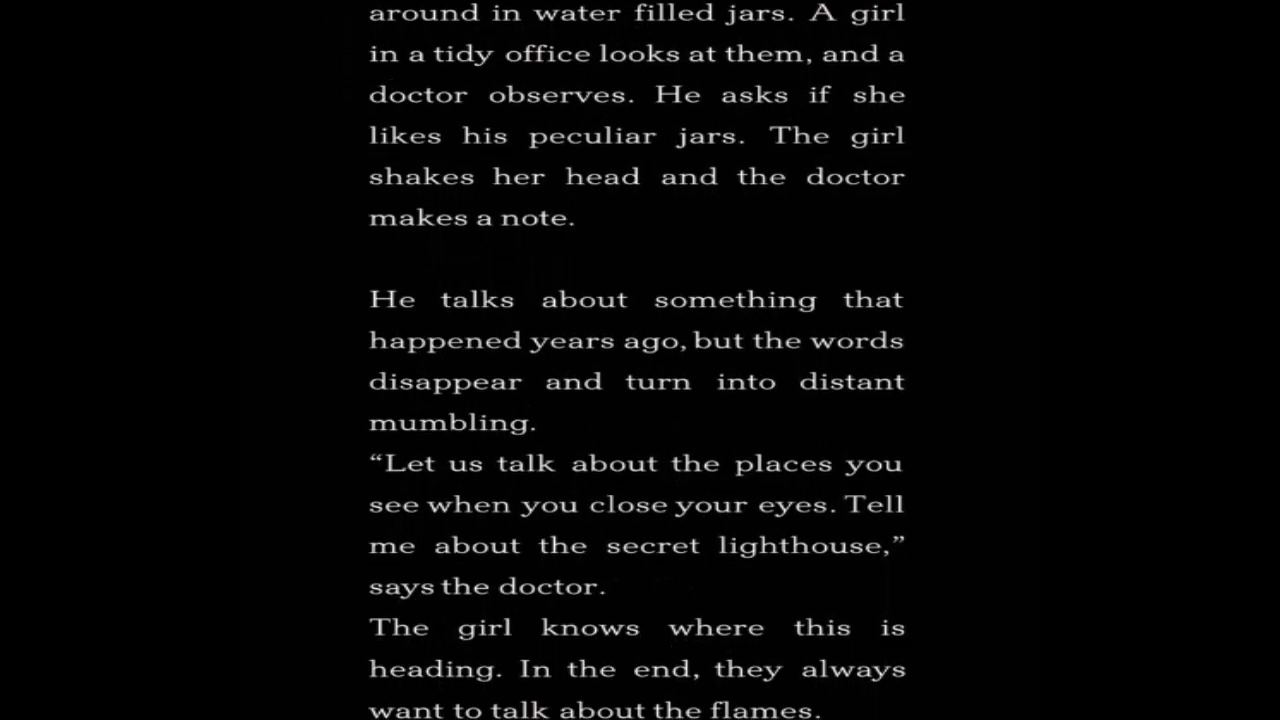 around in water filled jars. A girl
in a tidy office looks at them, and a
doctor observes. He asks if she
likes his peculiar jars. The girl
shakes her head and the doctor
makes a note.
He talks about something that
happened years ago, but the words
disappear and turn into distant
mumbling.
“Let us talk about the places you
see when you close your eyes. Tell
me about the secret lighthouse,”
says the doctor.
The girl knows where this is
heading. In the end, they always
want to talk about the flames.